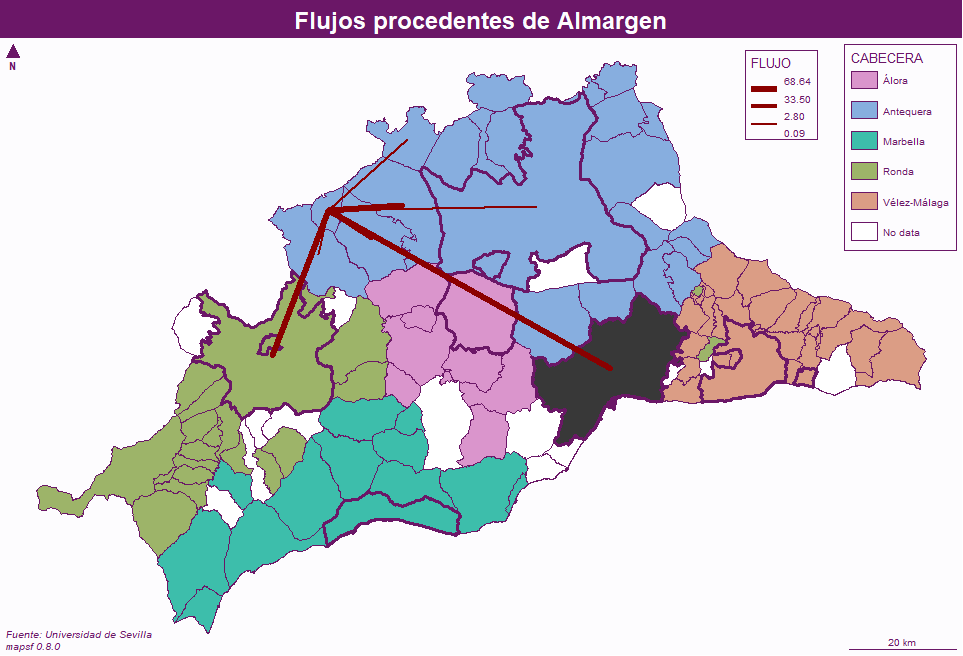 Flujos procedentes de Almargen
N
FLUJO
68.64
33.50
2.80
0.09
CABECERA
Álora
Antequera
Marbella
Ronda
Vélez-Málaga
No data
Fuente: Universidad de Sevilla
mapsf 0.8.0
20 km